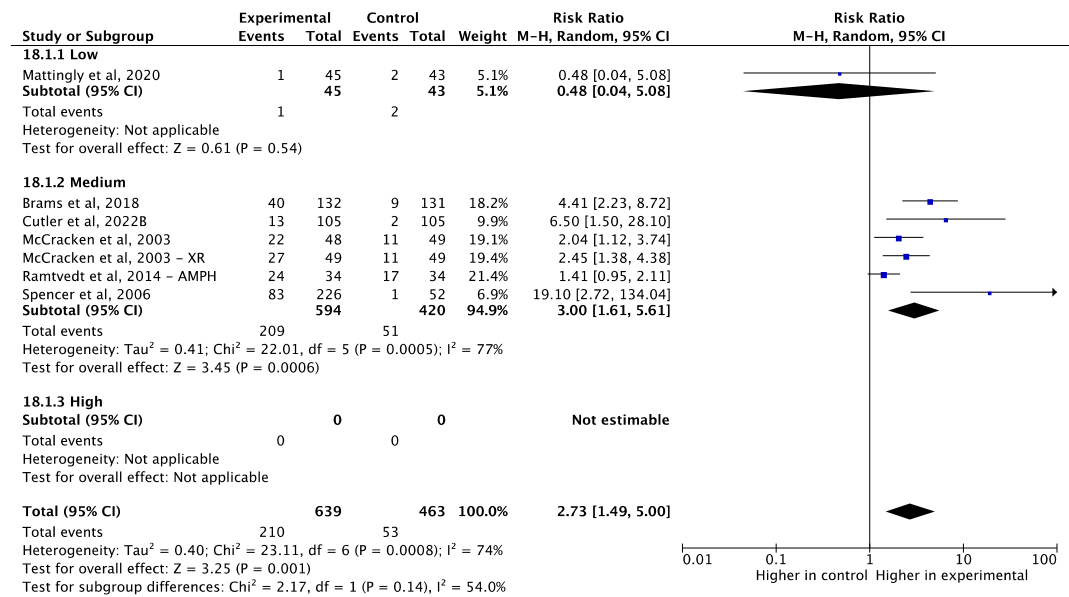 Experimental Control Risk Ratio Risk Ratio
Study or Subgroup Events Total Events Total Weight M-H, Random, 95% CI M-H, Random, 95% CI
18.1.1 Low
Mattingly et al, 2020 1 45 2 43 5.1% 0.48 [0.04, 5.08]
Subtotal (95% CI) 45 43 5.1% 0.48 [0.04, 5.08]
Total events 1 2
Heterogeneity: Not applicable
Test for overall effect: Z = 0.61 (P = 0.54)
18.1.2 Medium
Brams et al, 2018 40 132 9 131 18.2% 4.41 [2.23, 8.72]
Cutler et al, 2022B 13 105 2 105 9.9% 6.50 [1.50, 28.10]
McCracken et al, 2003 22 48 11 49 19.1% 2.04 [1.12, 3.74]
McCracken et al, 2003 - XR 27 49 11 49 19.4% 2.45 [1.38, 4.38]
Ramtvedt et al, 2014 - AMPH 24 34 17 34 21.4% 1.41 [0.95, 2.11]
Spencer et al, 2006 83 226 1 52 6.9% 19.10 [2.72, 134.04]
Subtotal (95% CI) 594 420 94.9% 3.00 [1.61, 5.61]
Total events 209 51
Heterogeneity: Tau² = 0.41; Chi² = 22.01, df = 5 (P = 0.0005); I² = 77%
Test for overall effect: Z = 3.45 (P = 0.0006)
18.1.3 High
Subtotal (95% CI) 0 0 Not estimable
Total events 0 0
Heterogeneity: Not applicable
Test for overall effect: Not applicable
Total (95% CI) 639 463 100.0% 2.73 [1.49, 5.00]
Total events 210 53
Heterogeneity: Tau² = 0.40; Chi² = 23.11, df = 6 (P = 0.0008); I² = 74%
Test for overall effect: Z = 3.25 (P = 0.001)
Test for subgroup differences: Chi² = 2.17, df = 1 (P = 0.14), I² = 54.0%
0.01 0.1 1 10 100
Higher in control Higher in experimental